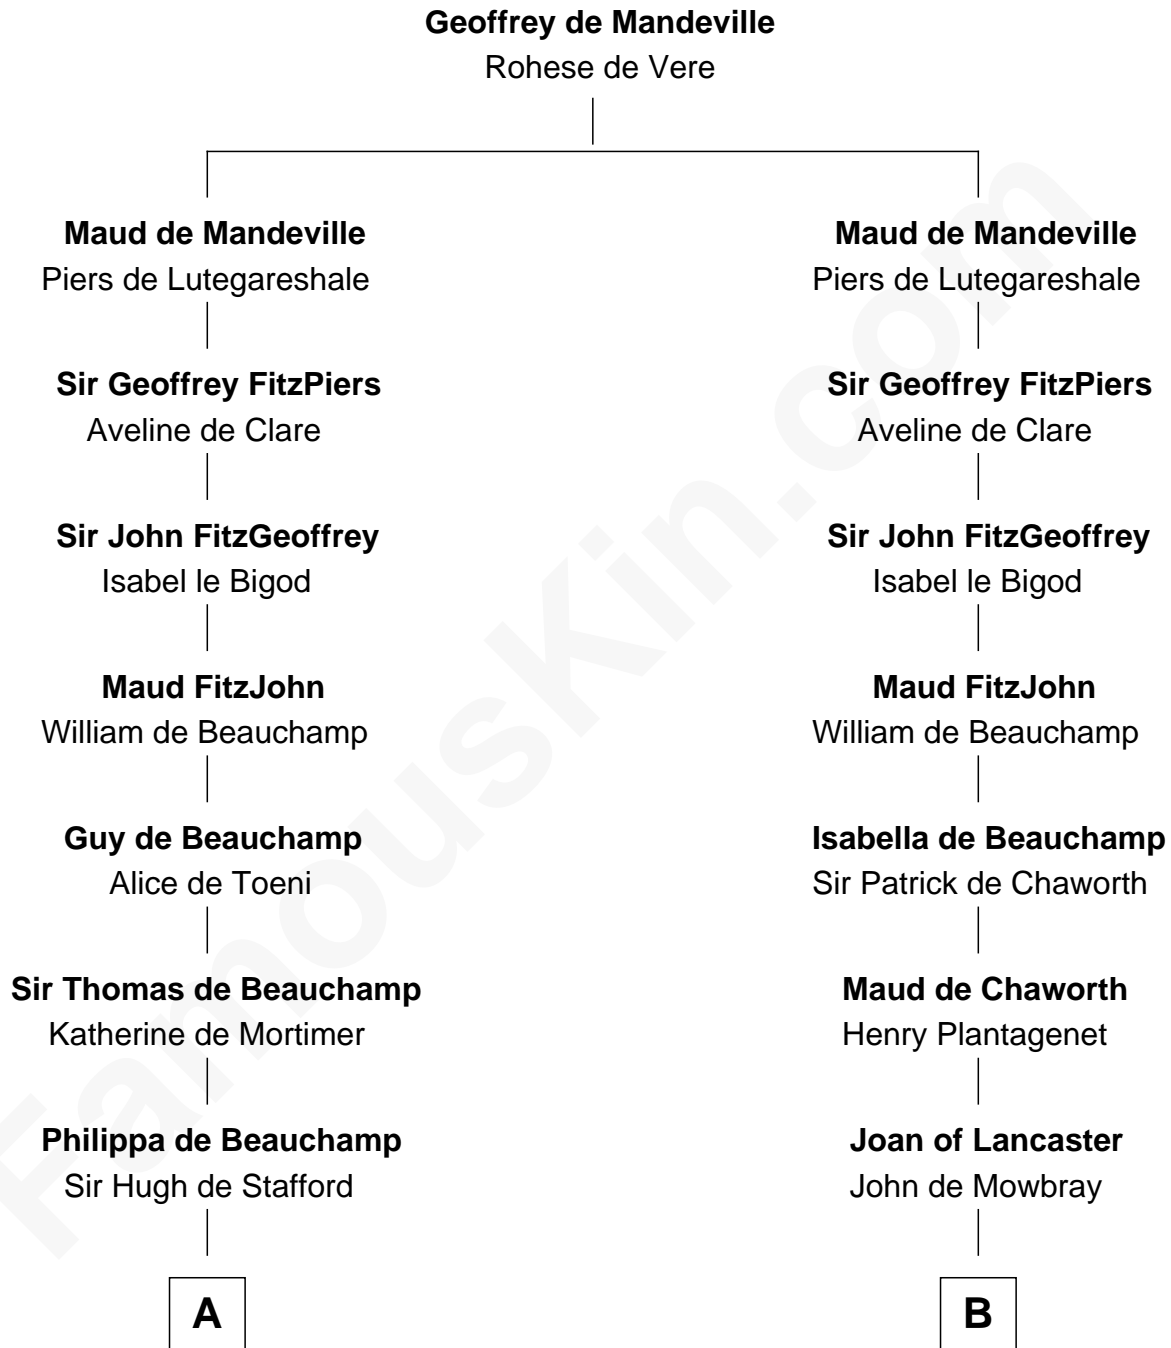 Geoffrey de Mandeville
Rohese de Vere
Maud de Mandeville
Piers de Lutegareshale
Sir Geoffrey FitzPiers
Aveline de Clare
Sir John FitzGeoffrey
Isabel le Bigod
Maud FitzJohn
William de Beauchamp
Guy de Beauchamp
Alice de Toeni
Sir Thomas de Beauchamp
Katherine de Mortimer
Philippa de Beauchamp
Sir Hugh de Stafford
A
Maud de Mandeville
Piers de Lutegareshale
Sir Geoffrey FitzPiers
Aveline de Clare
Sir John FitzGeoffrey
Isabel le Bigod
Maud FitzJohn
William de Beauchamp
Isabella de Beauchamp
Sir Patrick de Chaworth
Maud de Chaworth
Henry Plantagenet
Joan of Lancaster
John de Mowbray
B
FamousKin.com